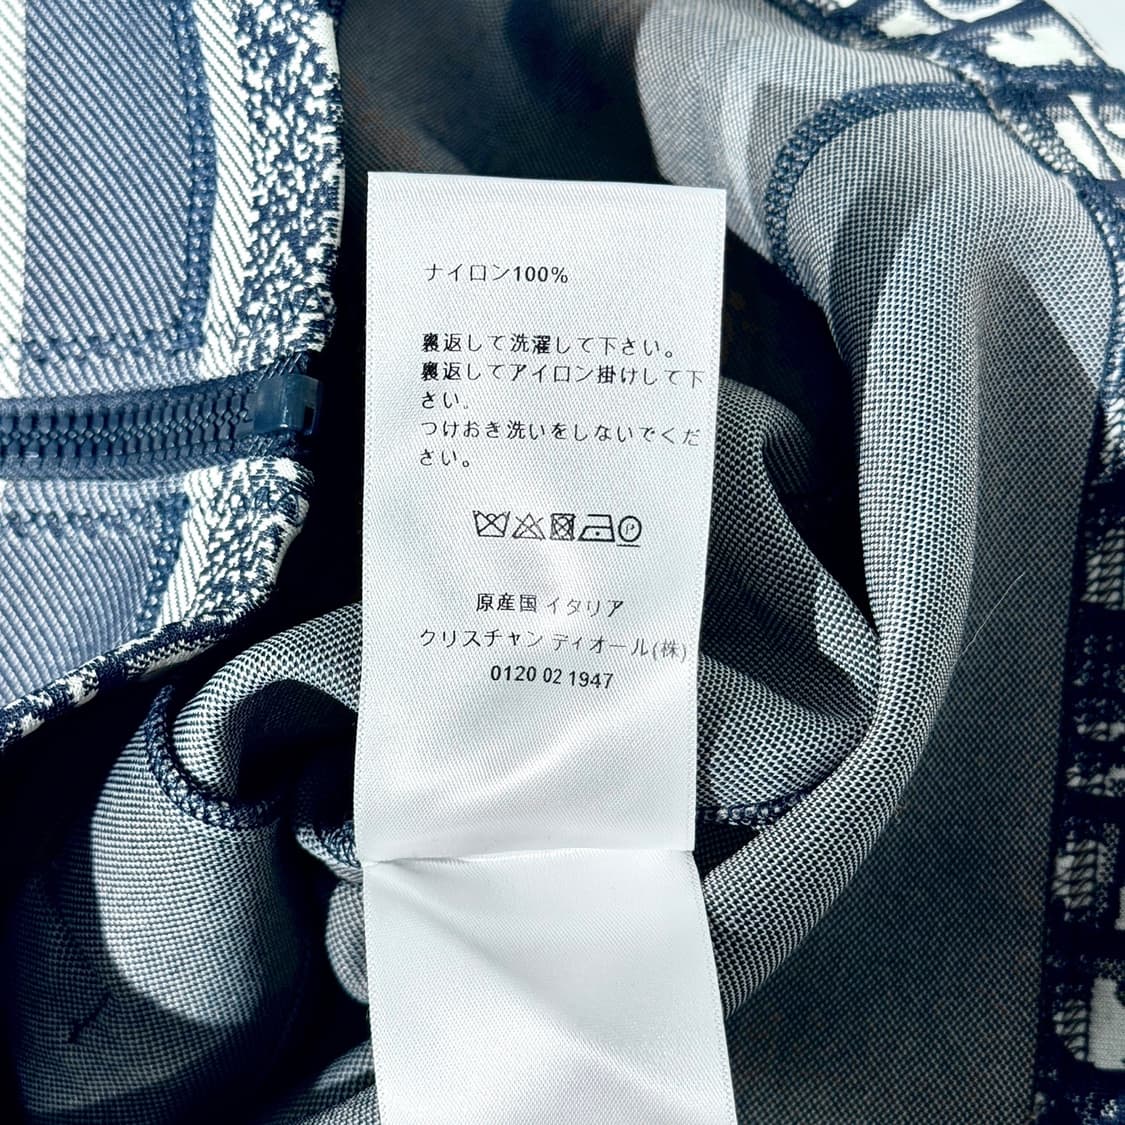 ナイロン100%
裏返して洗濯して下さい。
裏返してアイロン掛けして下
さい。
つけおき洗いをしないでくだ
さい。
P
原産国 イタリア
クリスチャン ディオール(株)
0120 02 1947